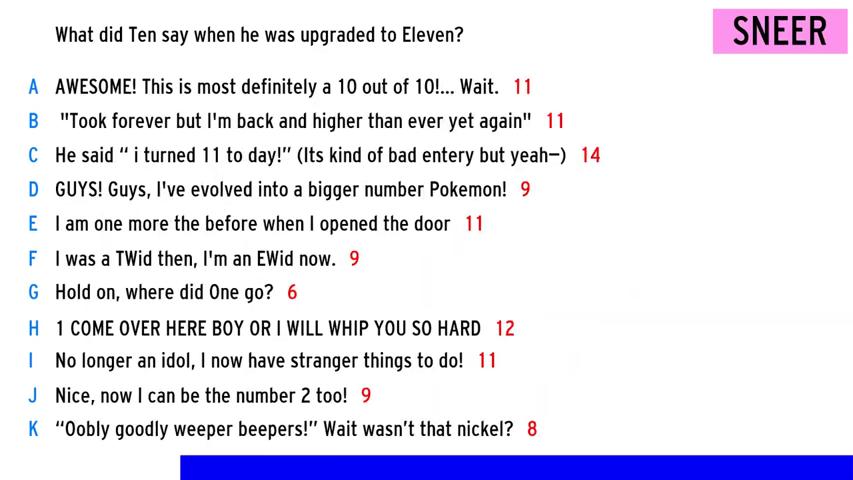 What did Ten say when he was upgraded to Eleven?
SNEER
A AWESOME! This is most definitely a 10 out of 10!... Wait. 11
B "Took forever but I'm back and higher than ever yet again" 11
C He said “ i turned 11 to day!” (Its kind of bad entery but yeah—) 14
D GUYS! Guys, I've evolved into a bigger number Pokemon! 9
E I am one more the before when I opened the door 11
F I was a TWid then, I'm an EWid now. 9
G Hold on, where did One go? 6
H 1 COME OVER HERE BOY OR I WILL WHIP YOU SO HARD 12
I No longer an idol, I now have stranger things to do! 11
J Nice, now I can be the number 2 too! 9
K “Oobly goodly weeper beepers!” Wait wasn’t that nickel? 8